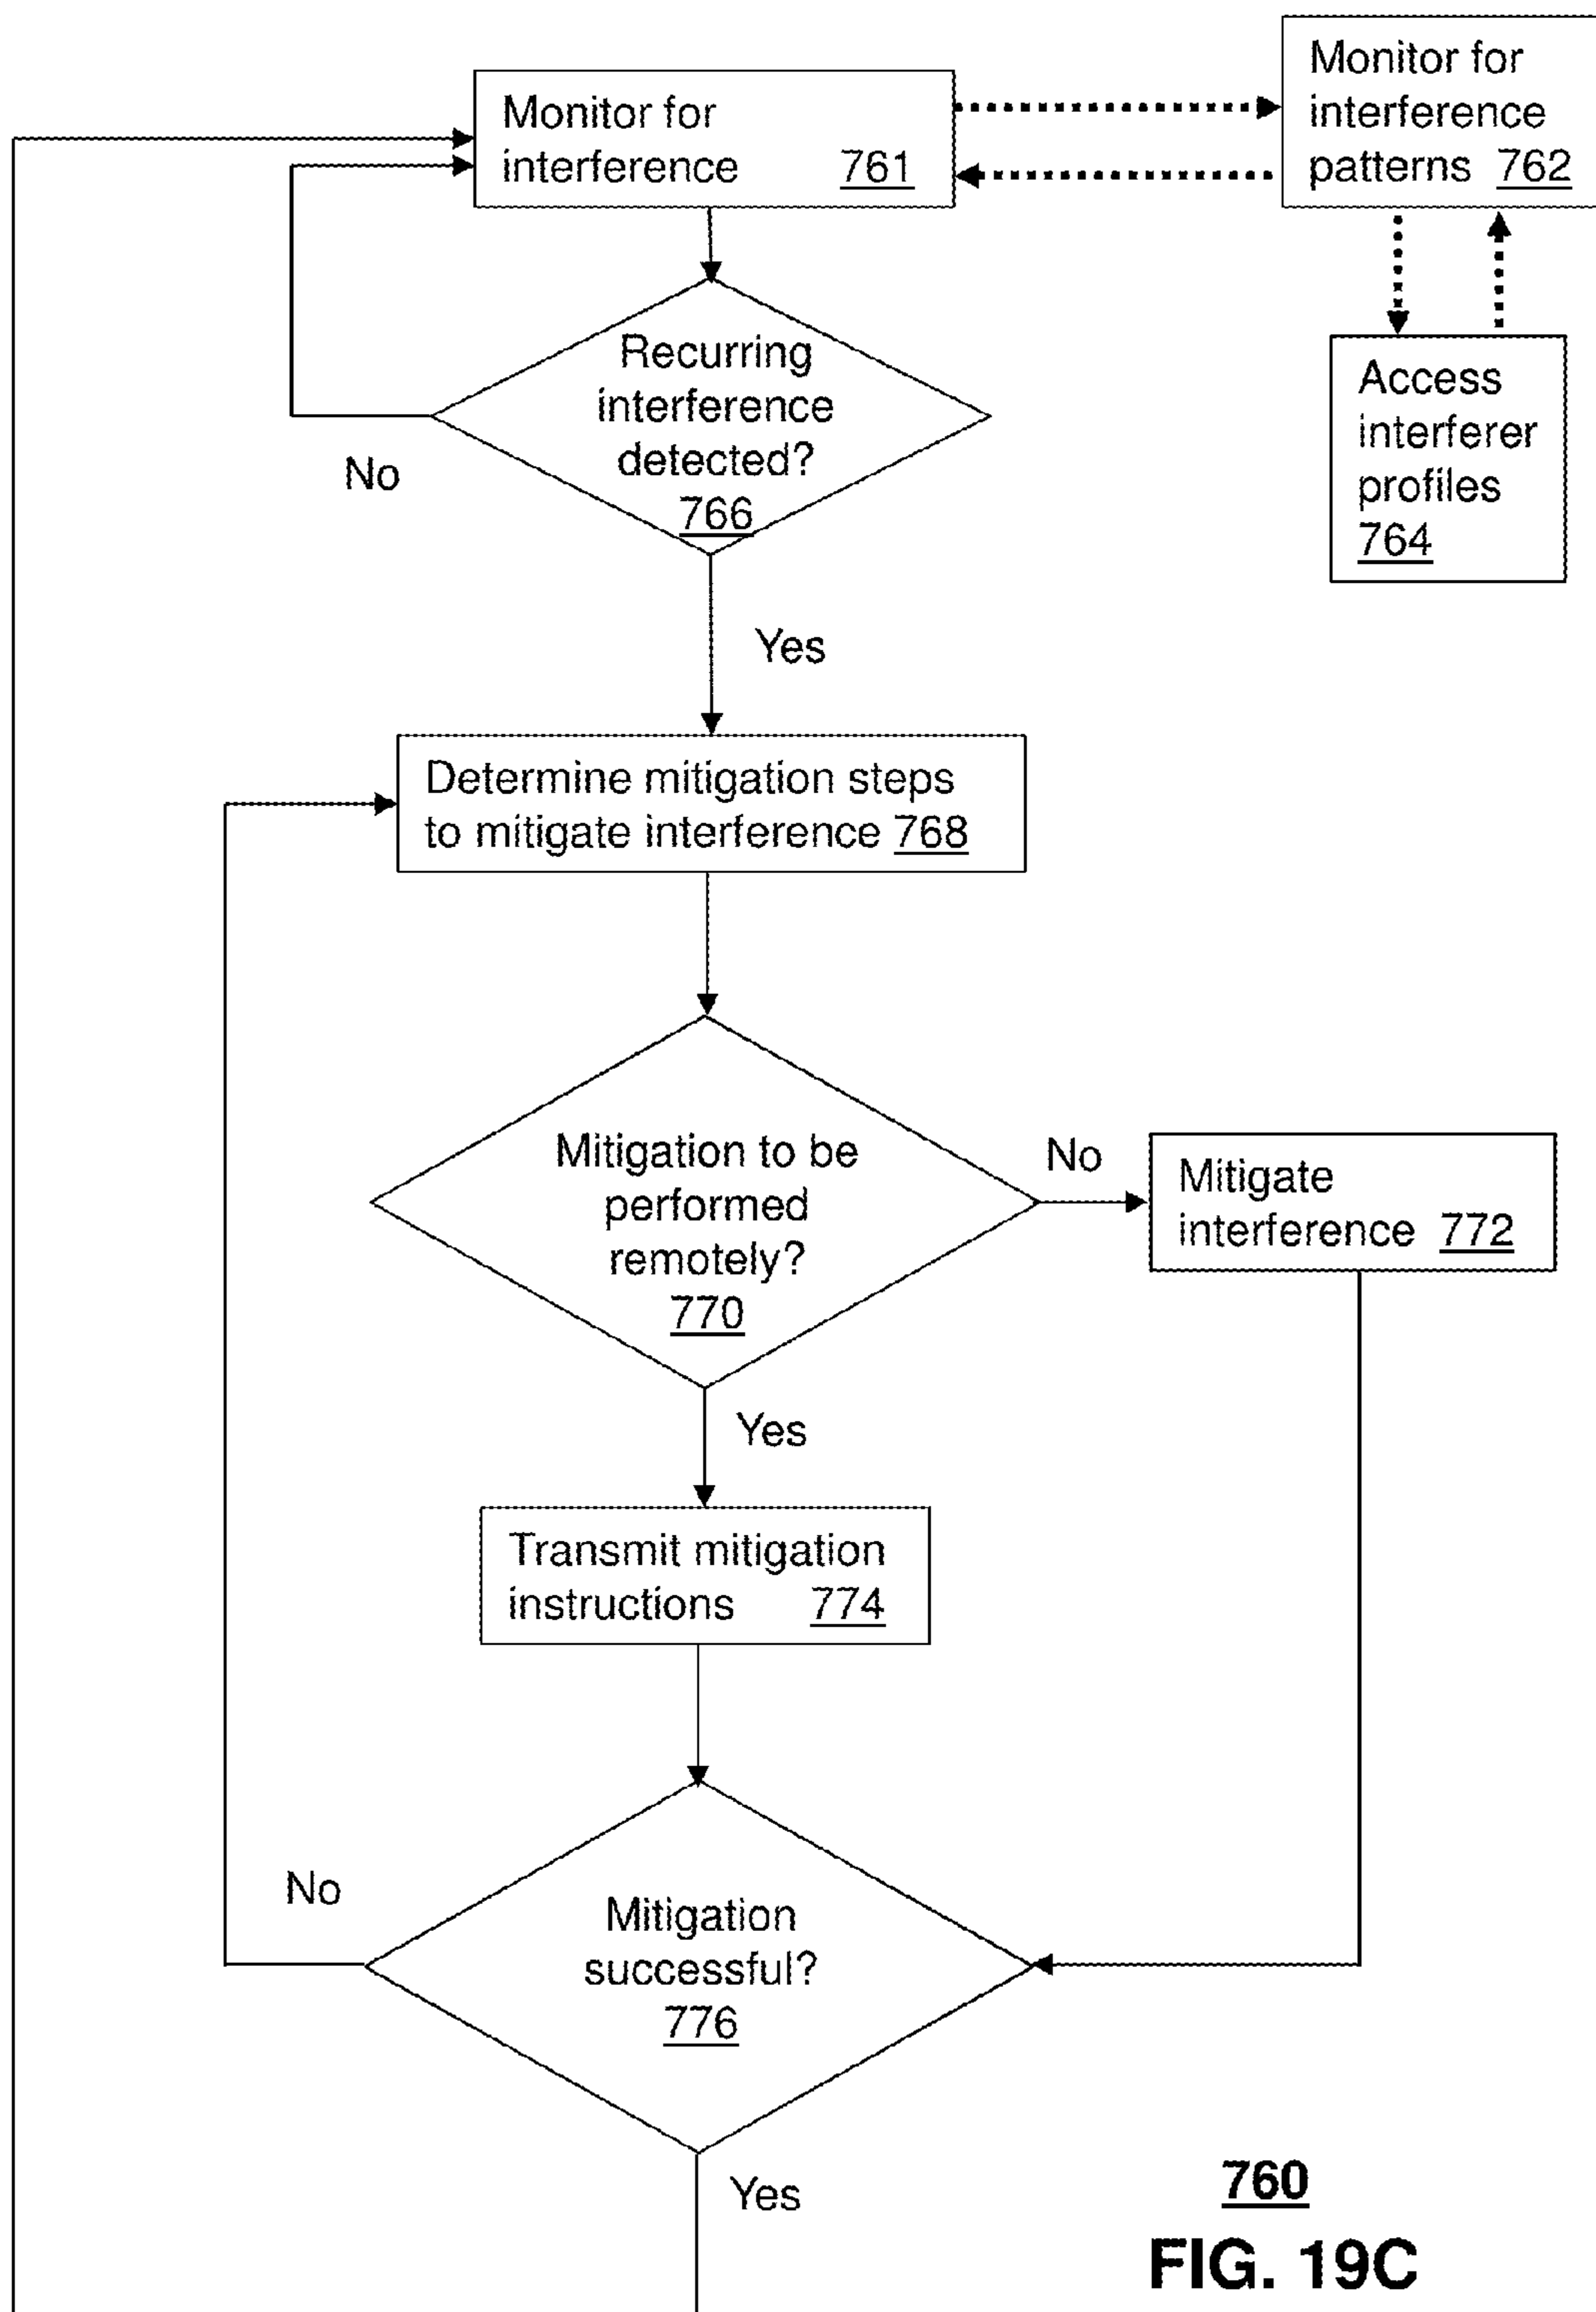 Monitor for
interference 761
Monitor for
interference
patterns 762
Recurring
interference
detected?
766
No
Access
interferer
profiles
764
Yes
Determine mitigation steps
to mitigate interference 768
Mitigation to be
performed
remotely?
770
No
Mitigate
interference 772
Yes
Transmit mitigation
instructions 774
No
Mitigation
successful?
776
Yes
760
FIG. 19C